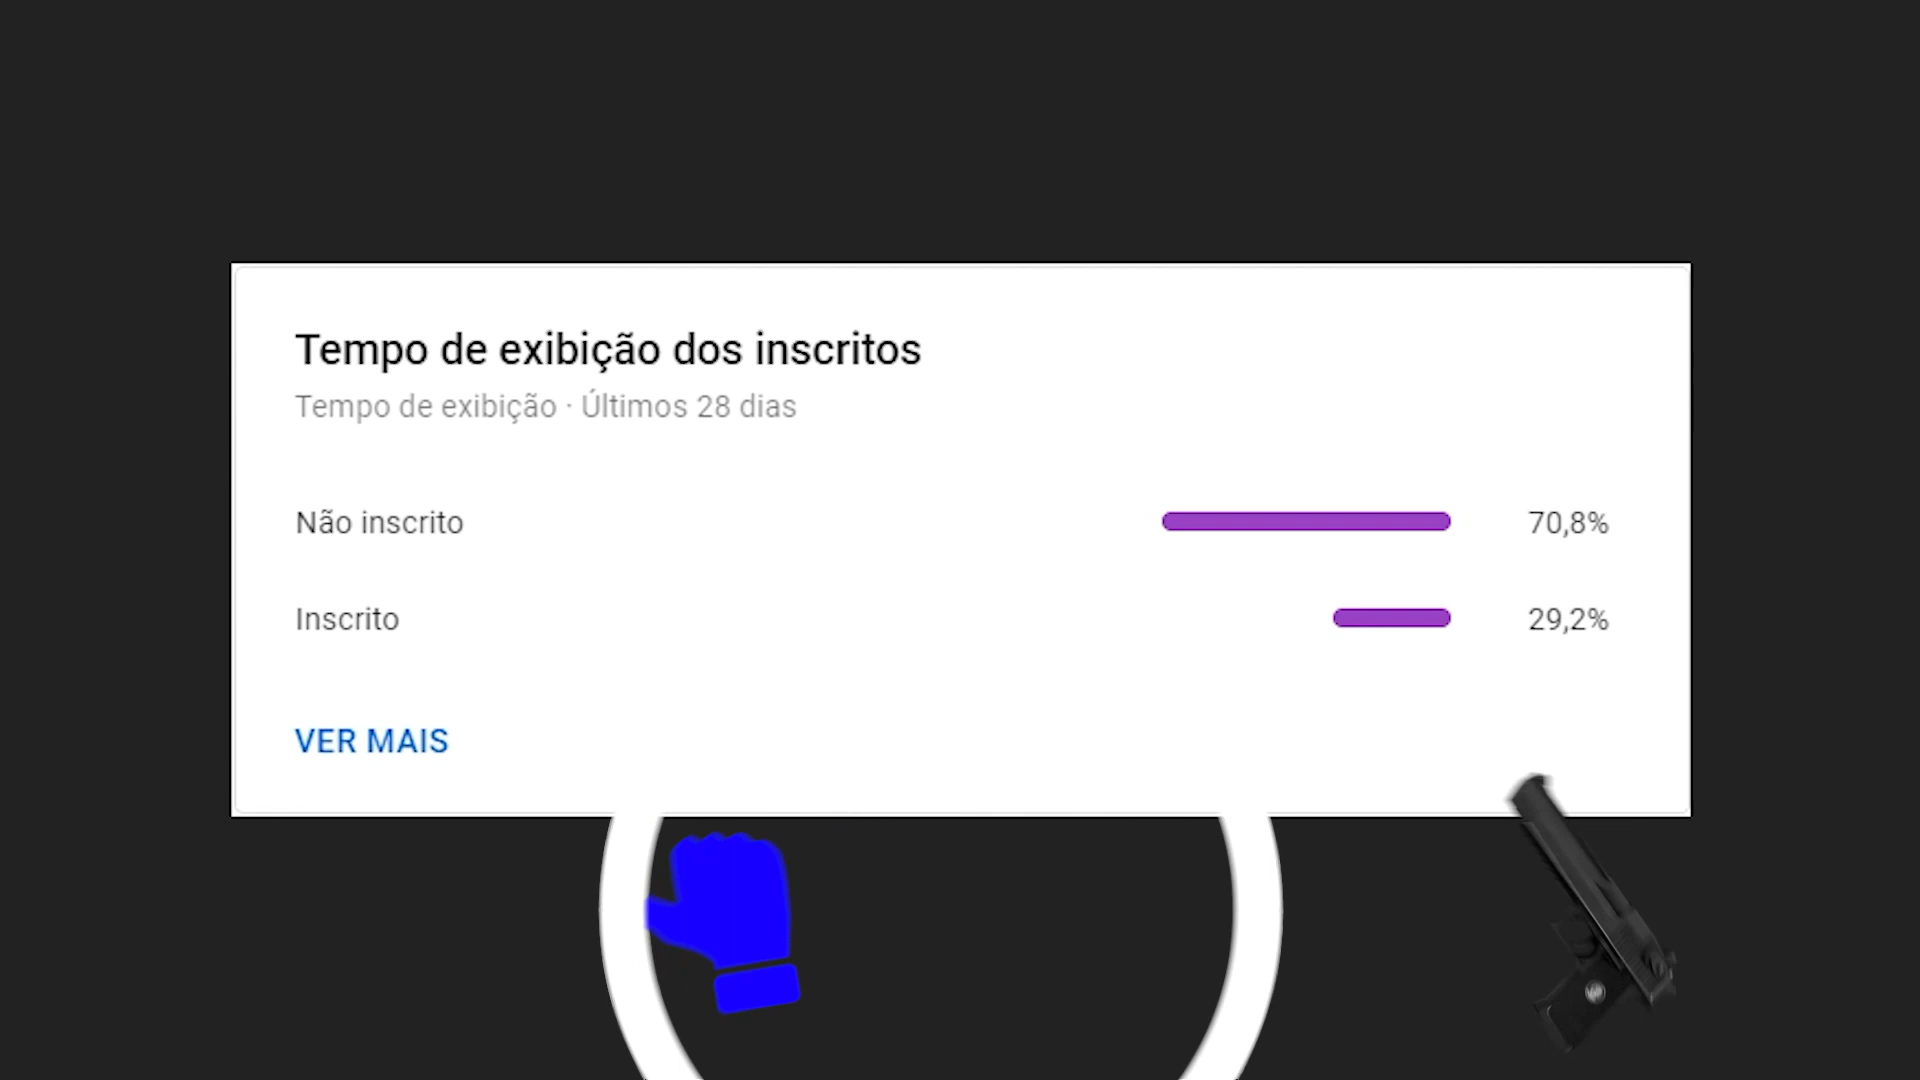 Tempo de exibição dos inscritos
Tempo de exibição · Últimos 28 dias
Não inscrito 70,8%
Inscrito 29,2%
VER MAIS